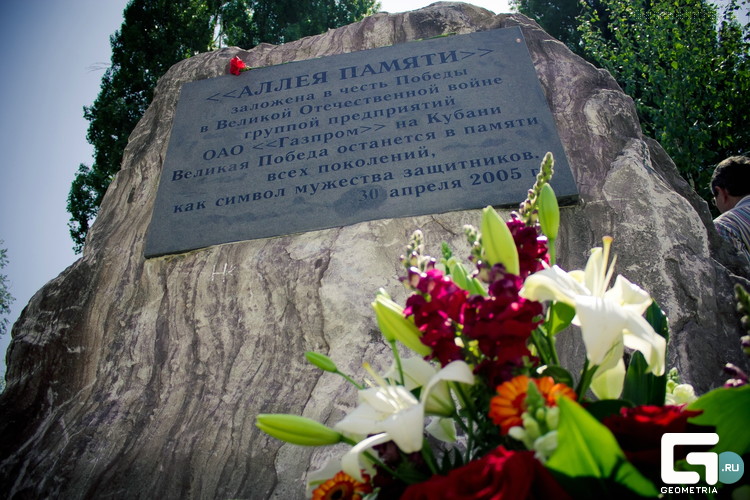 <<АЛЛЕЯ ПАМЯТИ>>
заложена в честь Победы
в Великой Отечественной войне
группой предприятий
ОАО <<Газпром>> на Кубани
Великая Победа останется в памяти
всех поколений,
как символ мужества защитников.
30 апреля 2005 г.
G .RU
GEOMETRIA